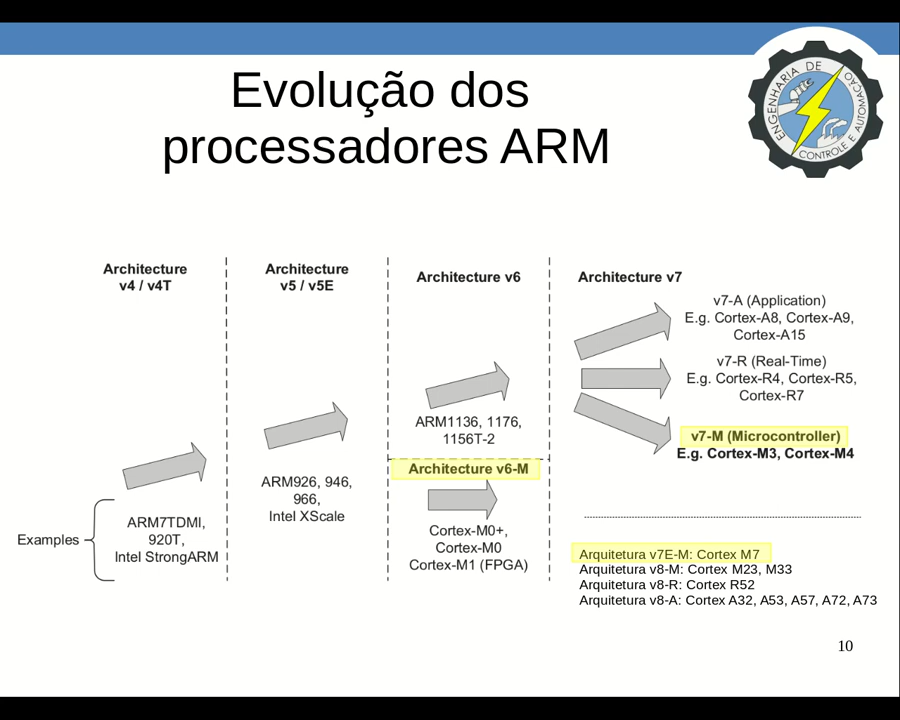 Evolução dos
processadores ARM
ENGENHARIA DE
CONTROLE E AUTOMAÇÃO
Architecture
v4 / v4T
Architecture
v5 / v5E
Architecture v6
Architecture v7
v7-A (Application)
E.g. Cortex-A8, Cortex-A9,
Cortex-A15
v7-R (Real-Time)
E.g. Cortex-R4, Cortex-R5,
Cortex-R7
v7-M (Microcontroller)
E.g. Cortex-M3, Cortex-M4
ARM1136, 1176,
1156T-2
Architecture v6-M
Cortex-M0+,
Cortex-M0
Cortex-M1 (FPGA)
ARM926, 946,
966,
Intel XScale
Examples
ARM7TDMI,
920T,
Intel StrongARM
Arquitetura v7E-M: Cortex M7
Arquitetura v8-M: Cortex M23, M33
Arquitetura v8-R: Cortex R52
Arquitetura v8-A: Cortex A32, A53, A57, A72, A73
10